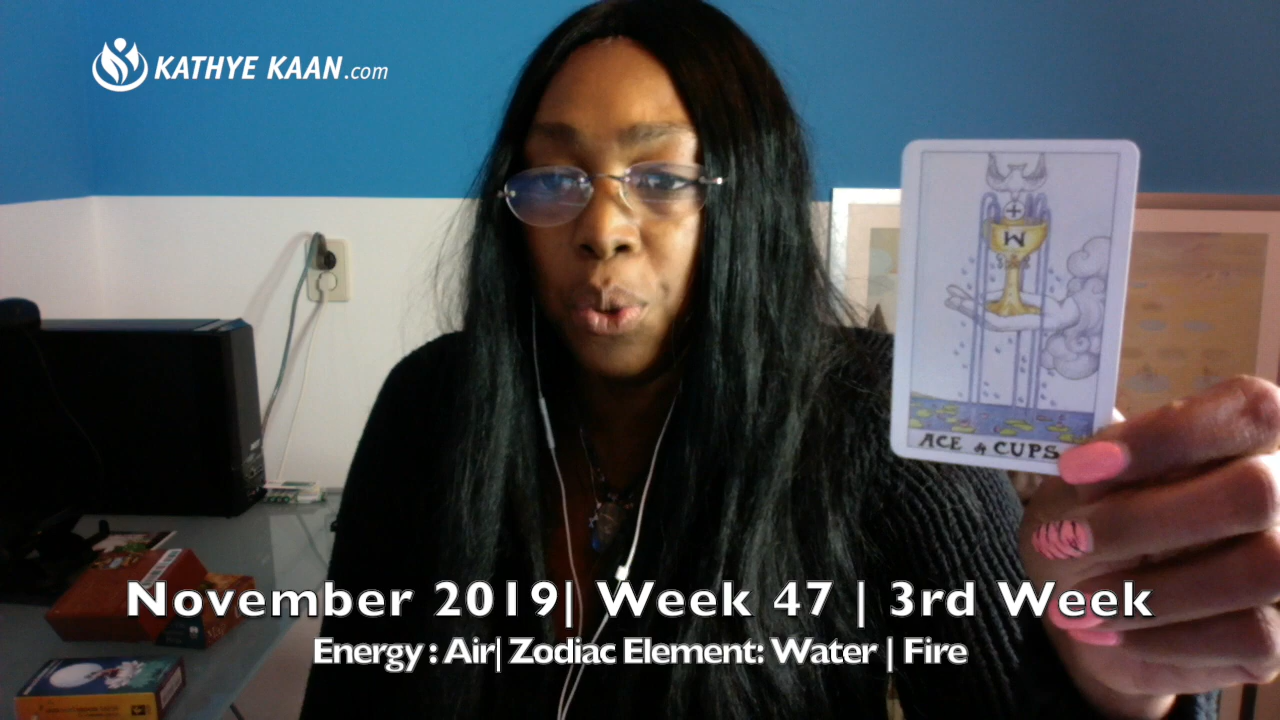 KATHYE KAAN.com
W
ACE of CUPS
November 2019| Week 47 | 3rd Week
Energy : Air| Zodiac Element: Water | Fire